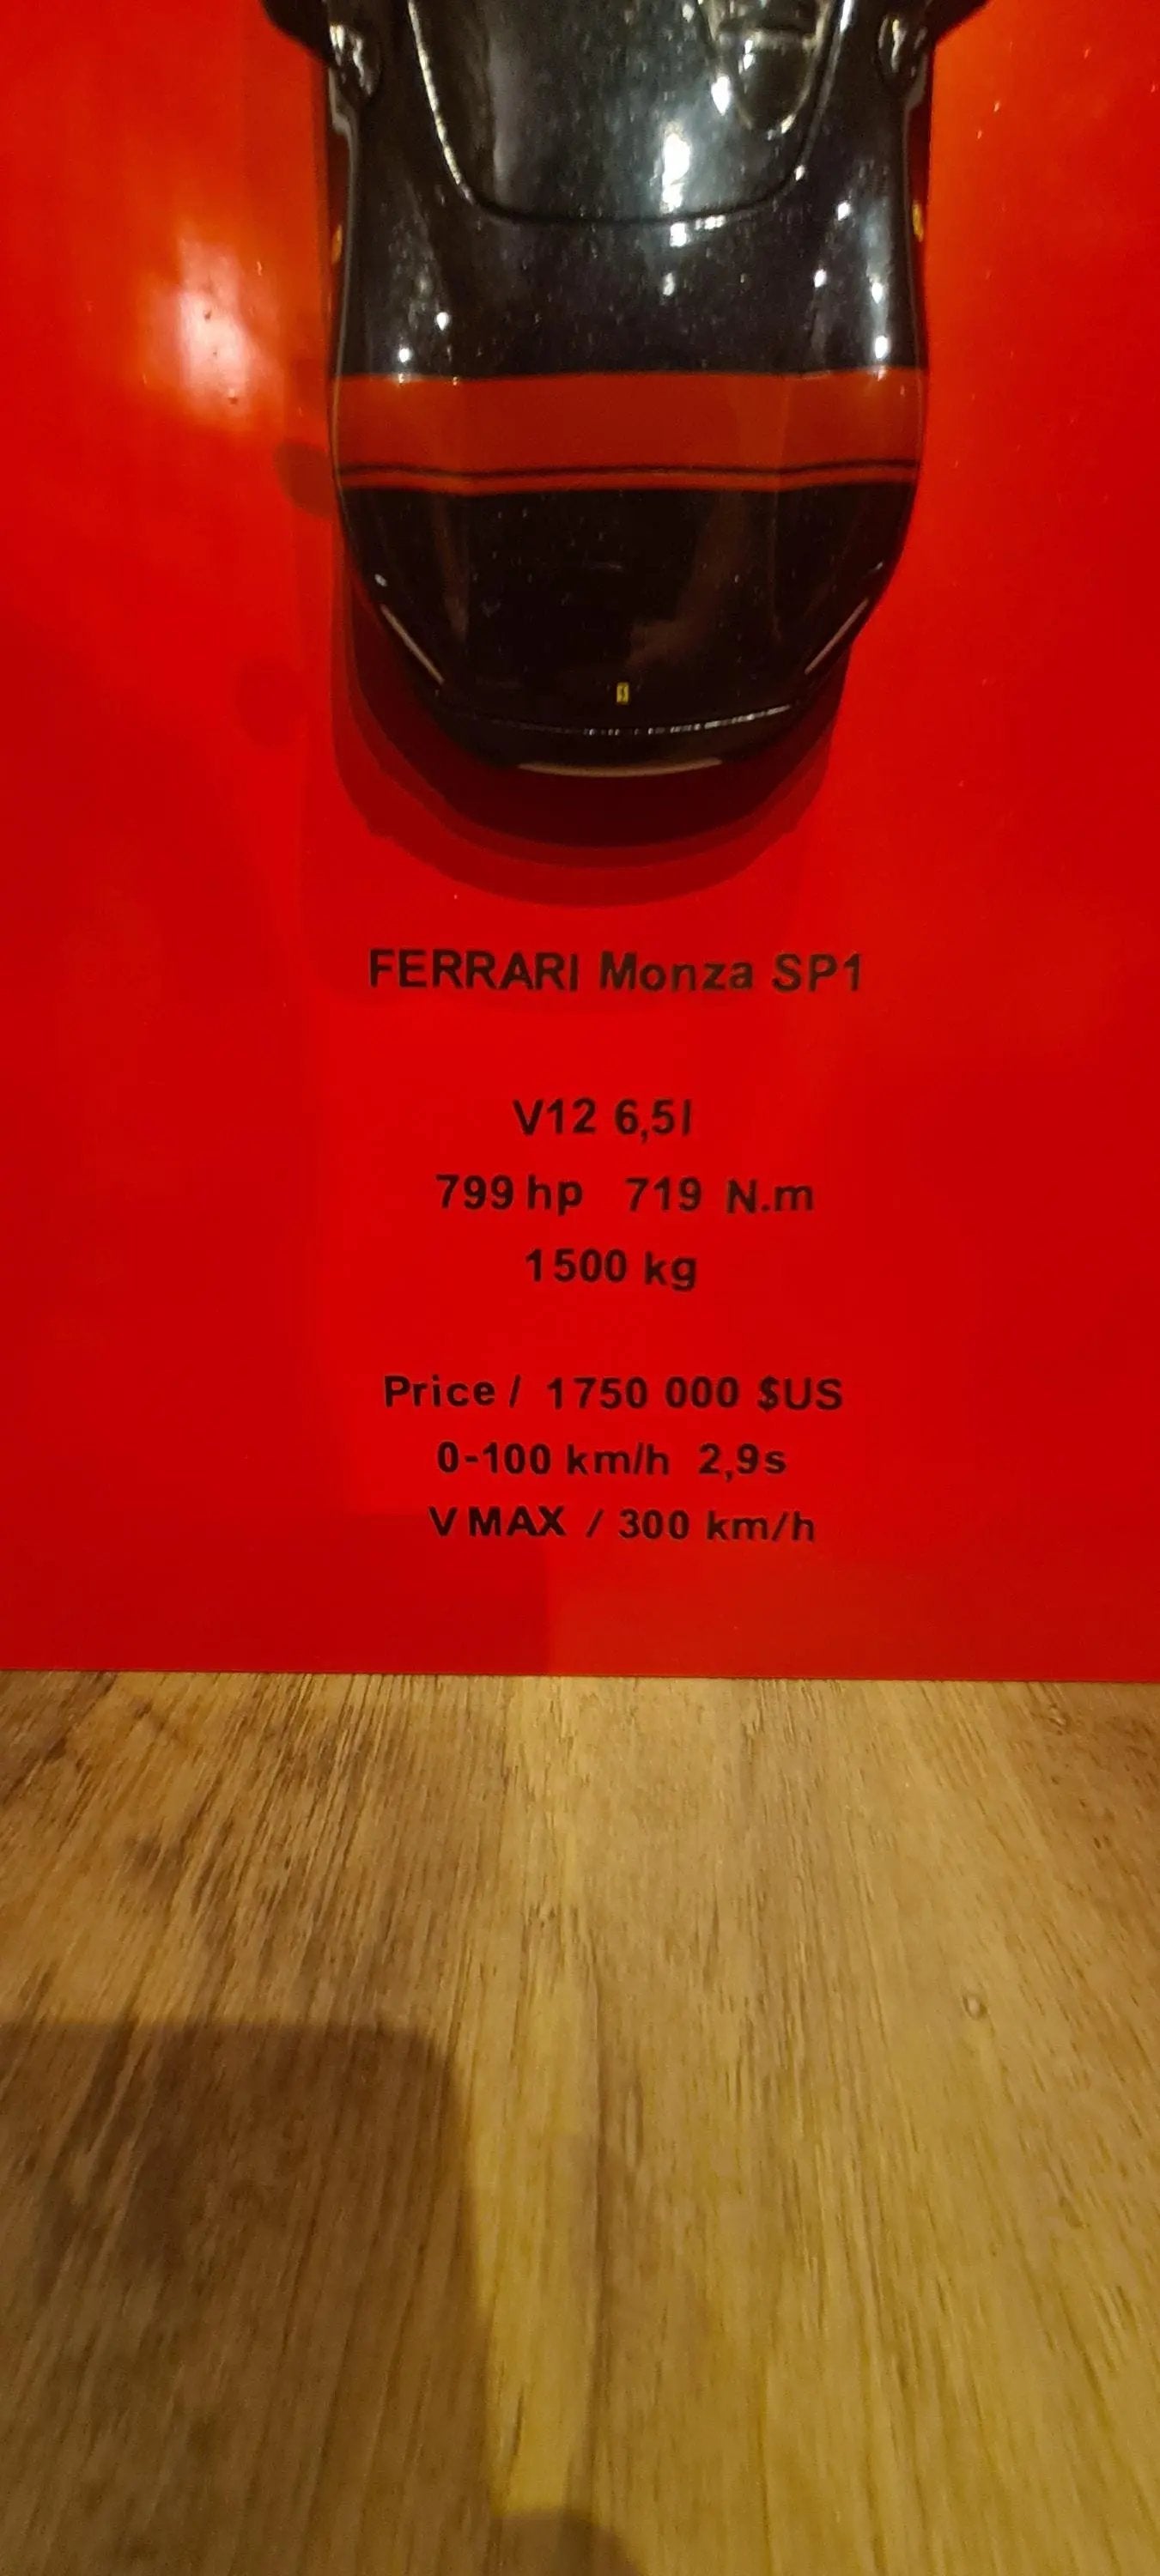 FERRARI Monza SP1
V12 6,5l
799 hp 719 N.m
1500 kg
Price / 1750 000 $US
0-100 km/h 2,9s
V MAX / 300 km/h